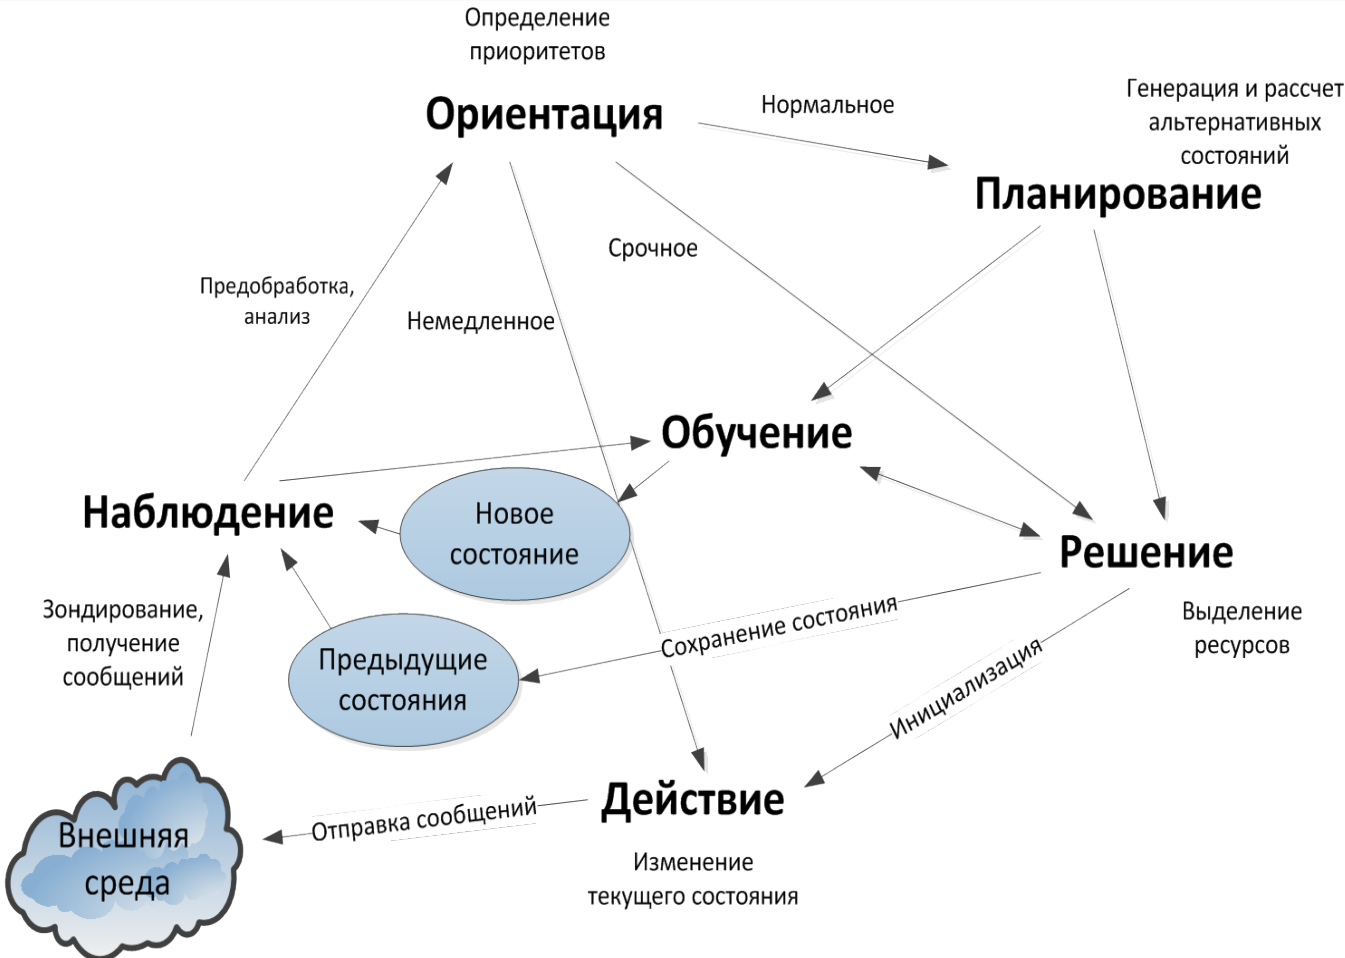 Определение
приоритетов
Ориентация
Нормальное
Генерация и рассчет
альтернативных
состояний
Планирование
Срочное
Предобработка,
анализ
Немедленное
Обучение
Наблюдение
Новое
состояние
Решение
Выделение
ресурсов
Зондирование,
получение
сообщений
Сохранение состояния
Предыдущие
состояния
Инициализация
Действие
Отправка сообщений
Внешняя
среда
Изменение
текущего состояния